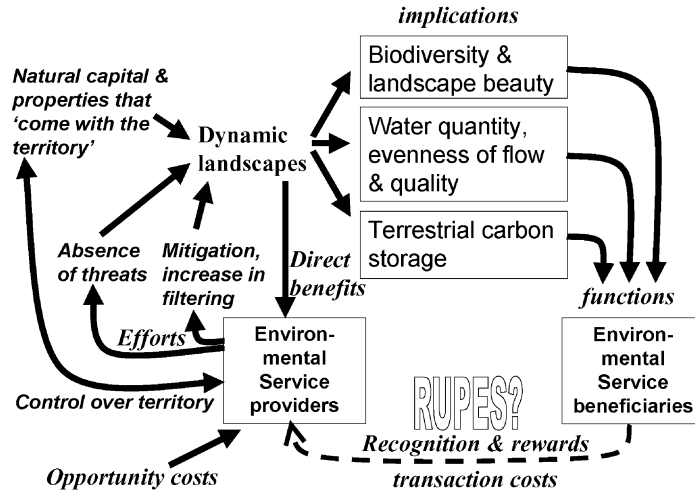 implications
Natural capital &
properties that
‘come with the
territory’
Dynamic
landscapes
Biodiversity &
landscape beauty
Water quantity,
evenness of flow
& quality
Terrestrial carbon
storage
Absence
of threats
Mitigation,
increase in
filtering)
Direct
benefits
functions
Efforts
Environ-
mental
Service
providers
Environ-
mental
Service
beneficiaries
Control over territory
RUPES?
Recognition & rewards
transaction costs
Opportunity costs